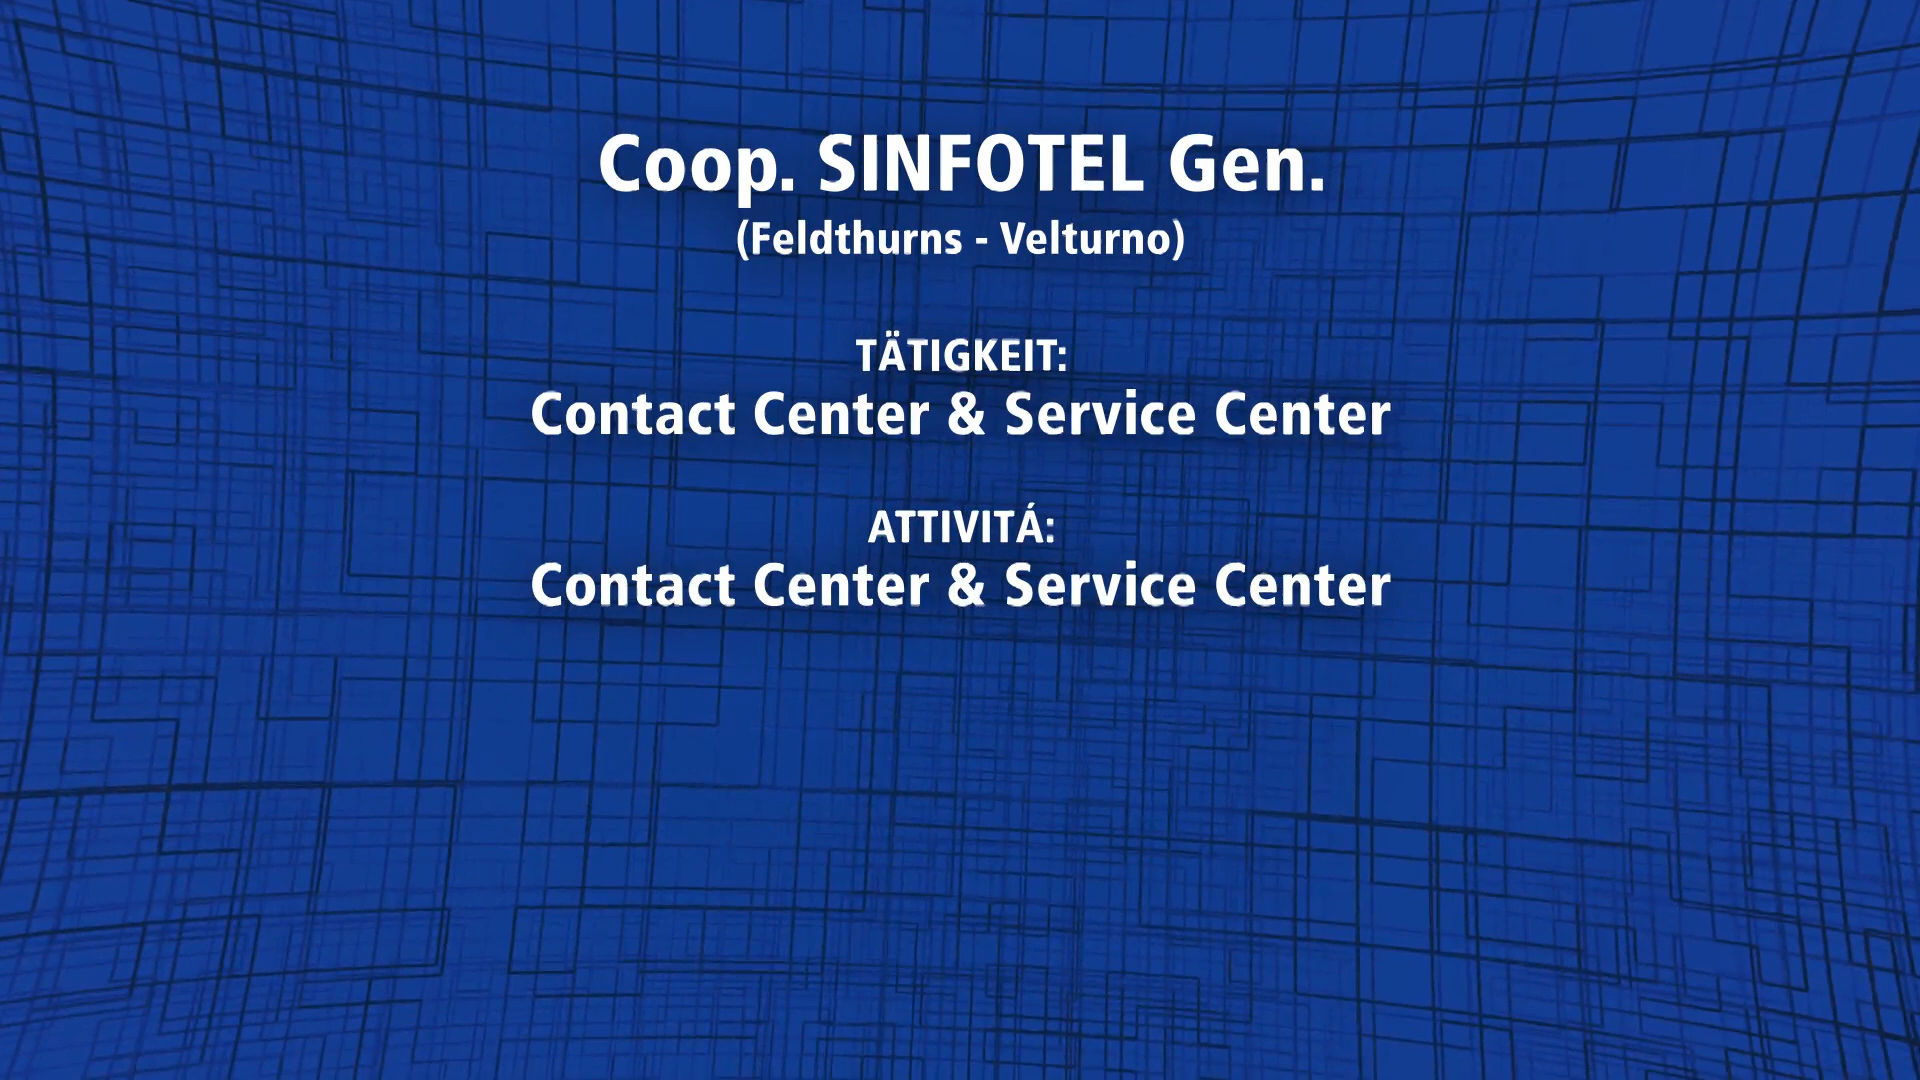 Coop. SINFOTEL Gen.
(Feldthurns - Velturno)
TÄTIGKEIT:
Contact Center & Service Center
ATTIVITÁ:
Contact Center & Service Center